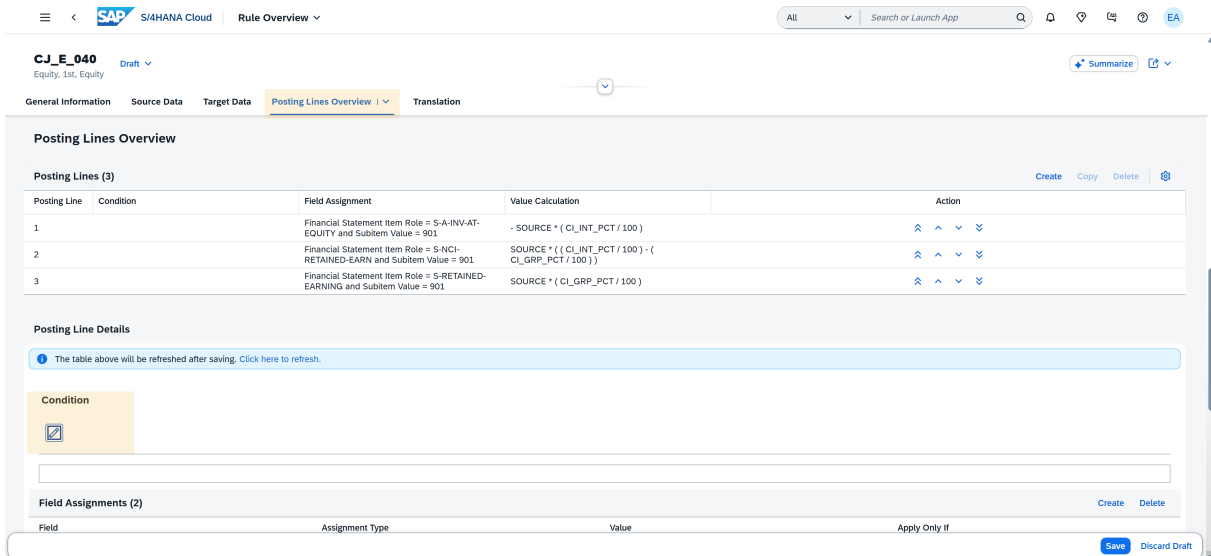 SAP S/4HANA Cloud Rule Overview All Search or Launch App EA
CJ_E_040 Draft
Equity, 1st, Equity
Summarize
General Information Source Data Target Data Posting Lines Overview Translation
Posting Lines Overview
Posting Lines (3) Create Copy Delete
Posting Line Condition Field Assignment Value Calculation Action
1 Financial Statement Item Role = S-A-INV-AT-
EQUITY and Subitem Value = 901 - SOURCE * ( CI_INT_PCT / 100 )
2 Financial Statement Item Role = S-NCI- SOURCE * ( ( CI_INT_PCT / 100 ) - (
RETAINED-EARN and Subitem Value = 901 CI_GRP_PCT / 100 ) )
3 Financial Statement Item Role = S-RETAINED-
EARNING and Subitem Value = 901 SOURCE * ( CI_GRP_PCT / 100 )
Posting Line Details
The table above will be refreshed after saving. Click here to refresh.
Condition
Field Assignments (2) Create Delete
Field Assignment Type Value Apply Only If
Save Discard Draft